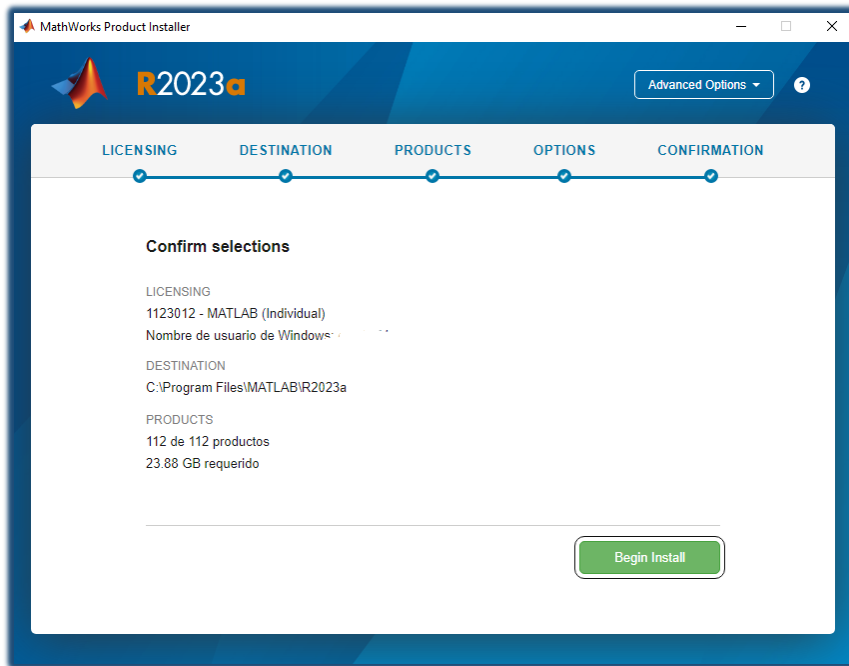 MathWorks Product Installer
R2023a
Advanced Options
?
LICENSING DESTINATION PRODUCTS OPTIONS CONFIRMATION
Confirm selections
LICENSING
1123012 - MATLAB (Individual)
Nombre de usuario de Windows:
DESTINATION
C:\Program Files\MATLAB\R2023a
PRODUCTS
112 de 112 productos
23.88 GB requerido
Begin Install